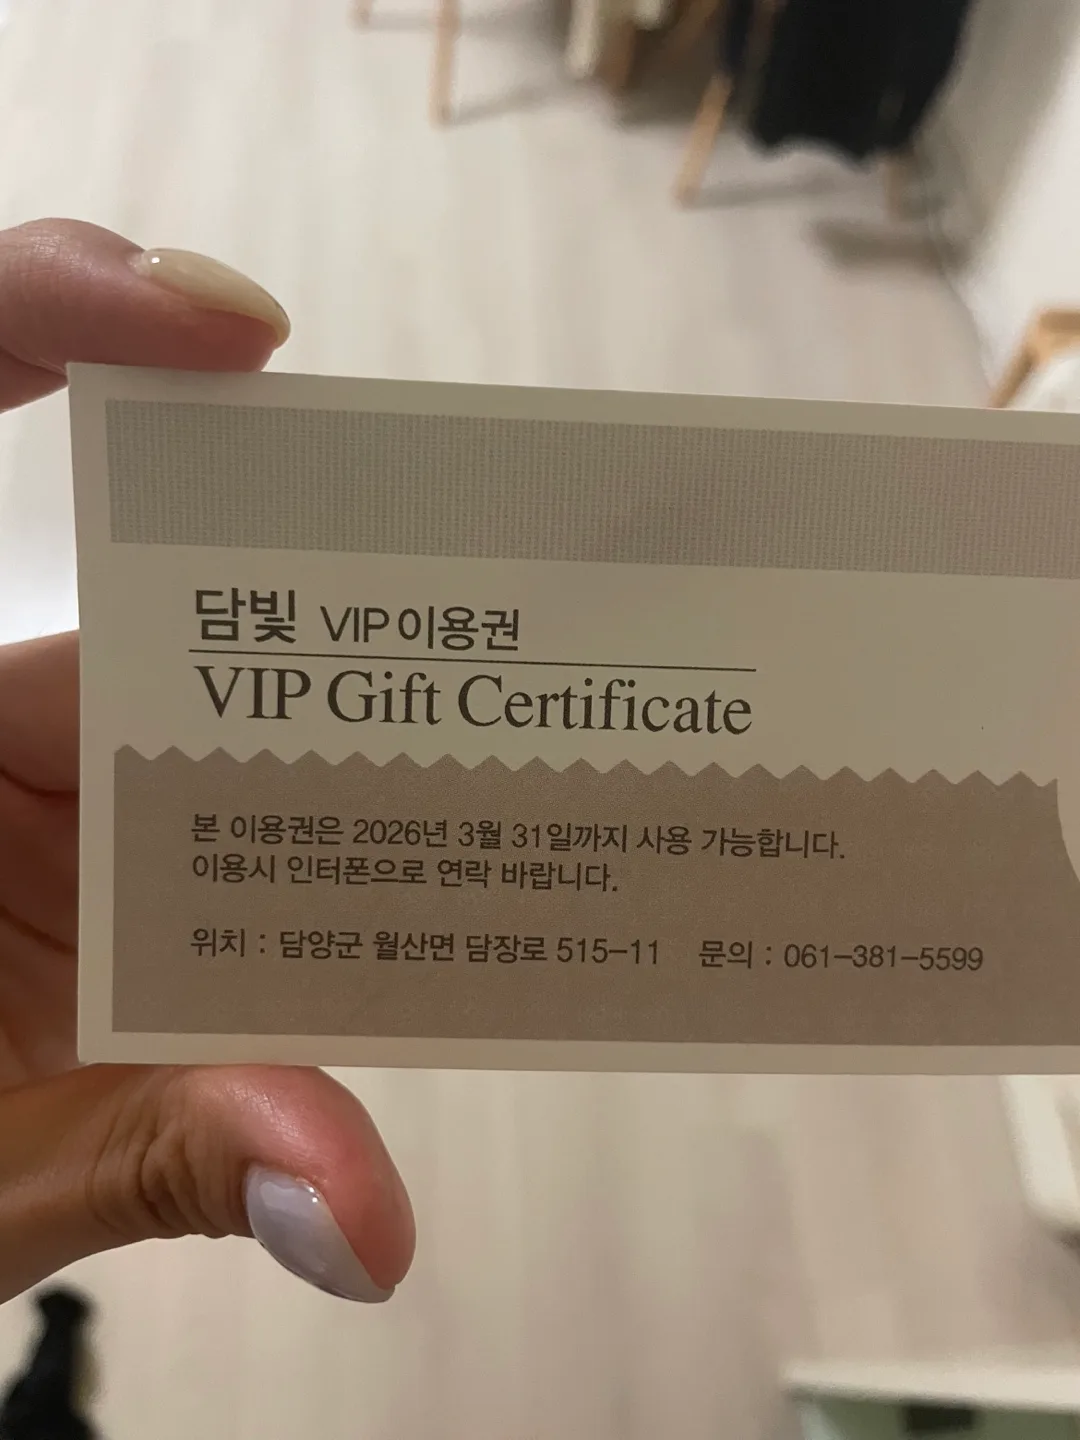 담빛 VIP이용권
VIP Gift Certificate
본 이용권은 2026년 3월 31일까지 사용 가능합니다.
이용시 인터폰으로 연락 바랍니다.
위치 : 담양군 월산면 담장로 515-11 문의 : 061-381-5599